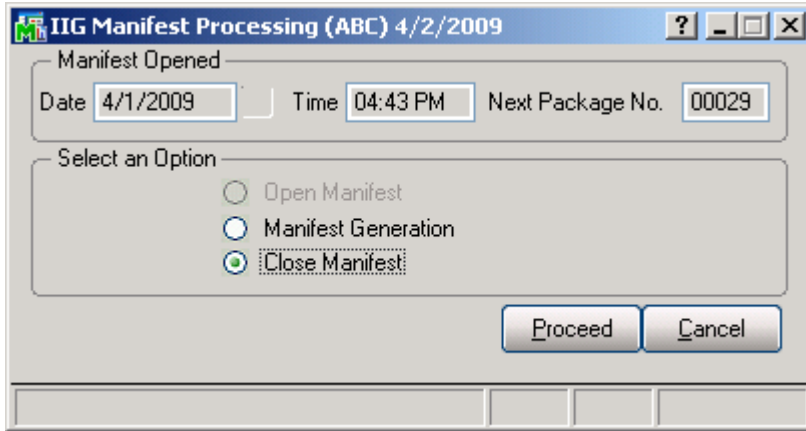 IIG Manifest Processing (ABC) 4/2/2009
Manifest Opened
Date 4/1/2009 Time 04:43 PM Next Package No. 00029
Select an Option
Open Manifest
Manifest Generation
Close Manifest
Proceed Cancel